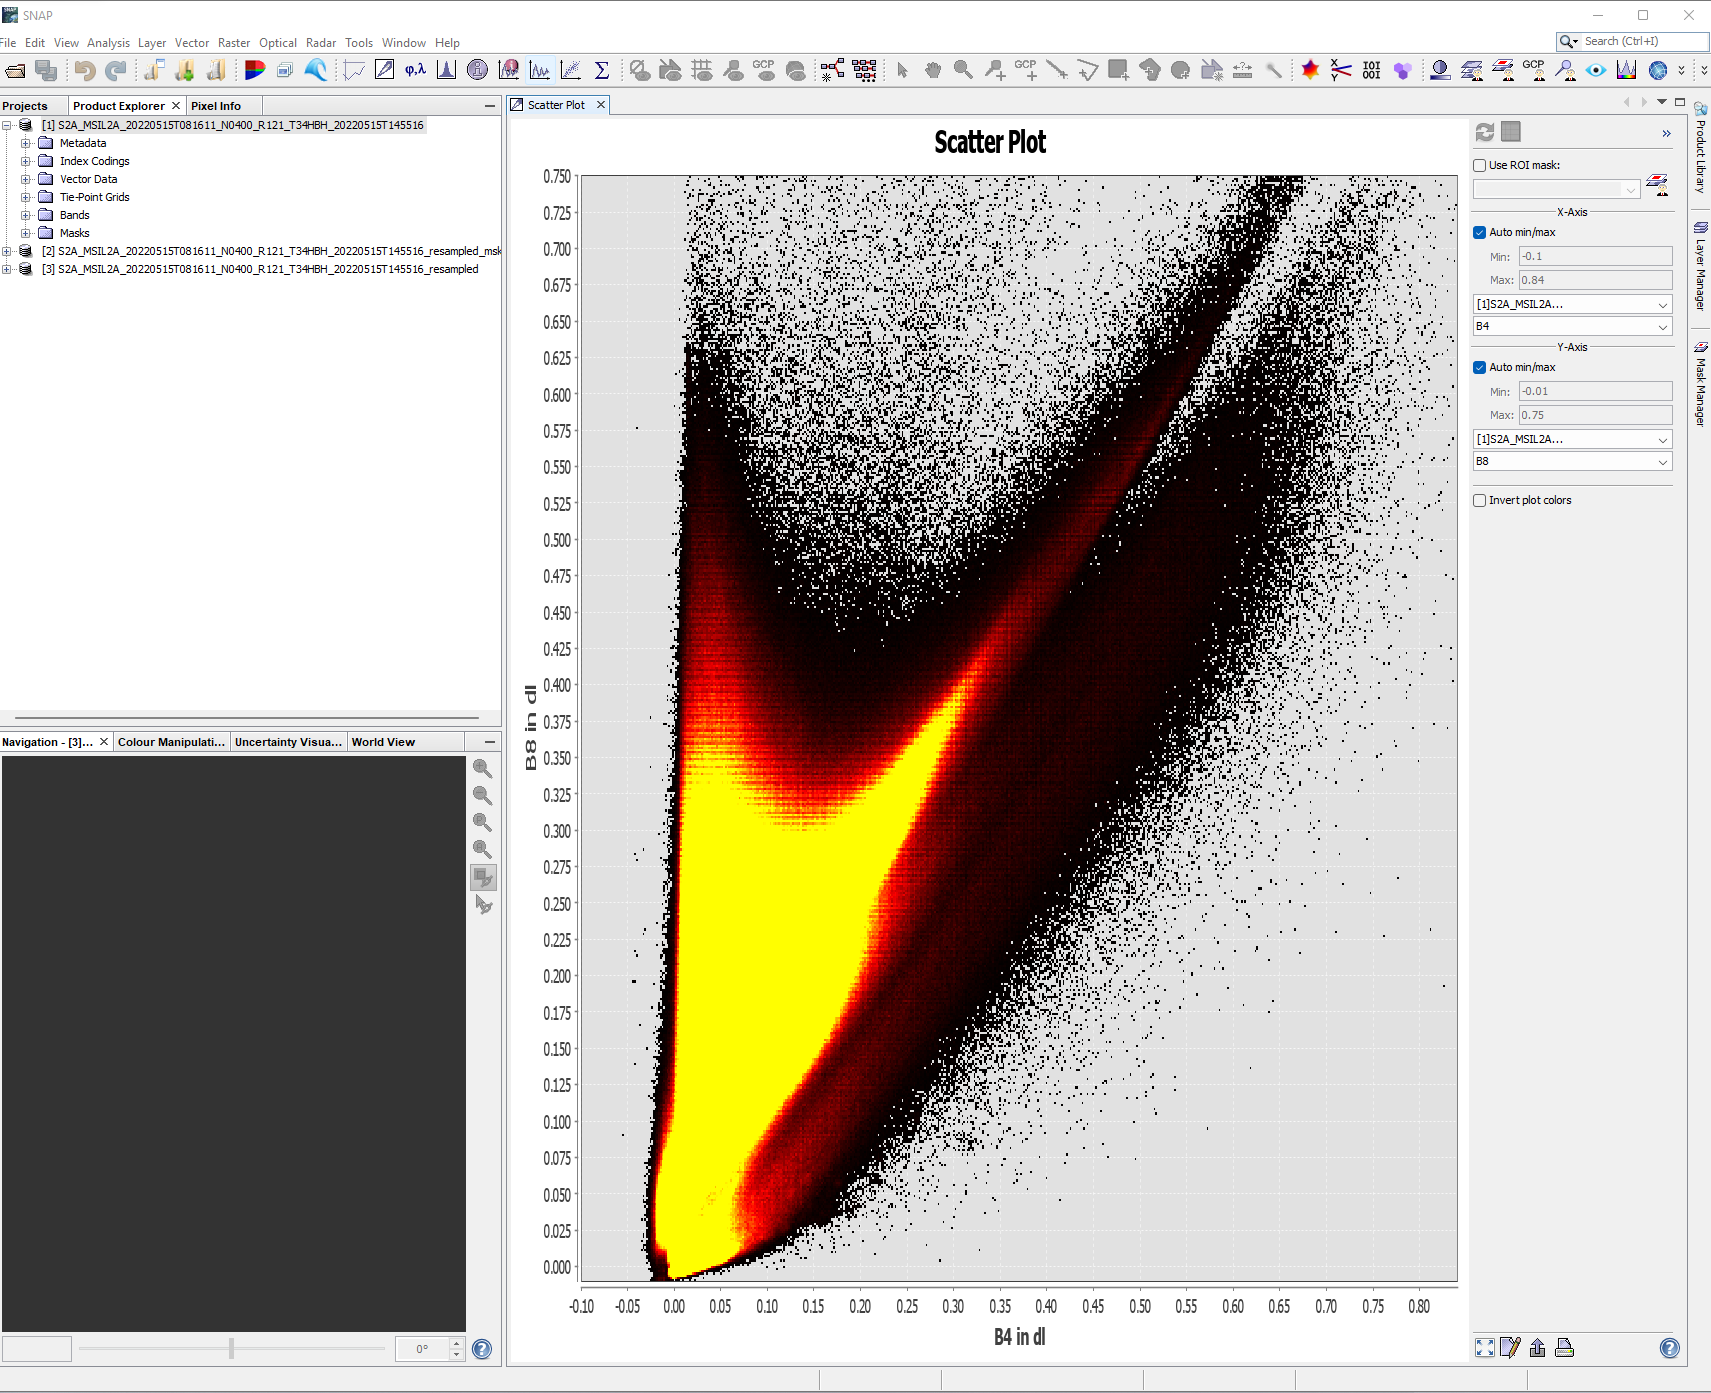 SNAP
File Edit View Analysis Layer Vector Raster Optical Radar Tools Window Help
Search (Ctrl+I)
φ,λ Σ GCP GCP GCP
Projects Product Explorer Pixel Info
[1] S2A_MSIL2A_20220515T081611_N0400_R121_T34HBH_20220515T145516
Metadata
Index Codings
Vector Data
Tie-Point Grids
Bands
Masks
[2] S2A_MSIL2A_20220515T081611_N0400_R121_T34HBH_20220515T145516_resampled_msk
[3] S2A_MSIL2A_20220515T081611_N0400_R121_T34HBH_20220515T145516_resampled
Navigation - [3]... Colour Manipulati... Uncertainty Visua... World View
0°
Scatter Plot
Scatter Plot
0.750
0.725
0.700
0.675
0.650
0.625
0.600
0.575
0.550
0.525
0.500
0.475
0.450
0.425
0.400
0.375
0.350
0.325
0.300
0.275
0.250
0.225
0.200
0.175
0.150
0.125
0.100
0.075
0.050
0.025
0.000
B8 in dl
-0.10 -0.05 0.00 0.05 0.10 0.15 0.20 0.25 0.30 0.35 0.40 0.45 0.50 0.55 0.60 0.65 0.70 0.75 0.80
B4 in dl
Use ROI mask:
X-Axis
Auto min/max
Min: -0.1
Max: 0.84
[1]S2A_MSIL2A...
B4
Y-Axis
Auto min/max
Min: -0.01
Max: 0.75
[1]S2A_MSIL2A...
B8
Invert plot colors
Product Library
Layer Manager
Mask Manager